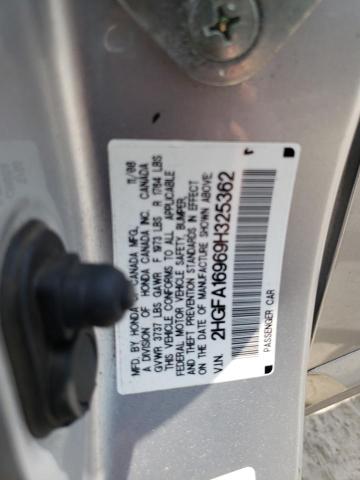 MFD. BY HONDA OF CANADA MFG. 11/08
A DIVISION OF HONDA CANADA INC. CANADA
GVWR 3737 LBS GAWR F 1973 LBS R 1784 LBS
THIS VEHICLE CONFORMS TO ALL APPLICABLE
FEDERAL MOTOR VEHICLE SAFETY, BUMPER,
AND THEFT PREVENTION STANDARDS IN EFFECT
ON THE DATE OF MANUFACTURE SHOWN ABOVE.
V.I.N. 2HGFA16969H325362
PASSENGER CAR